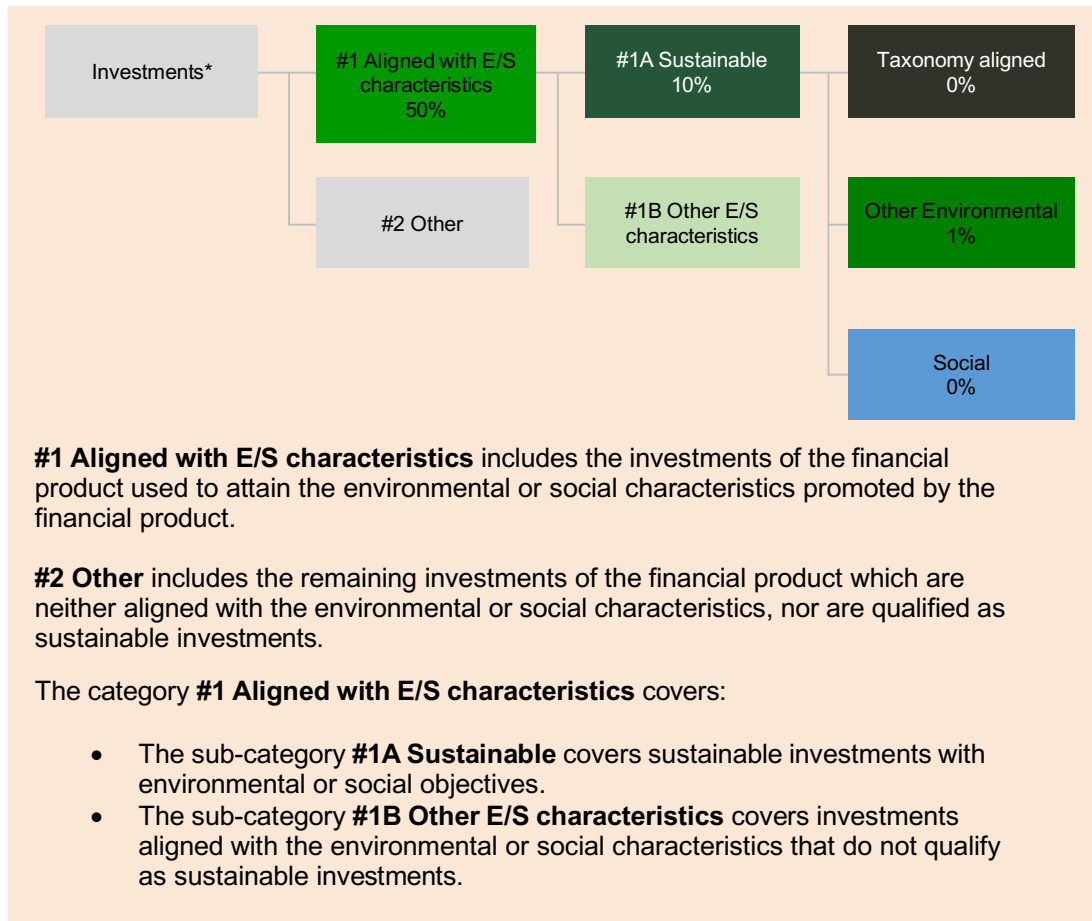 Investments*
#1 Aligned with E/S
characteristics
50%
#1A Sustainable
10%
Taxonomy aligned
0%
#2 Other
#1B Other E/S
characteristics
Other Environmental
1%
Social
0%
#1 Aligned with E/S characteristics includes the investments of the financial
product used to attain the environmental or social characteristics promoted by the
financial product.
#2 Other includes the remaining investments of the financial product which are
neither aligned with the environmental or social characteristics, nor are qualified as
sustainable investments.
The category #1 Aligned with E/S characteristics covers:
• The sub-category #1A Sustainable covers sustainable investments with
environmental or social objectives.
• The sub-category #1B Other E/S characteristics covers investments
aligned with the environmental or social characteristics that do not qualify
as sustainable investments.